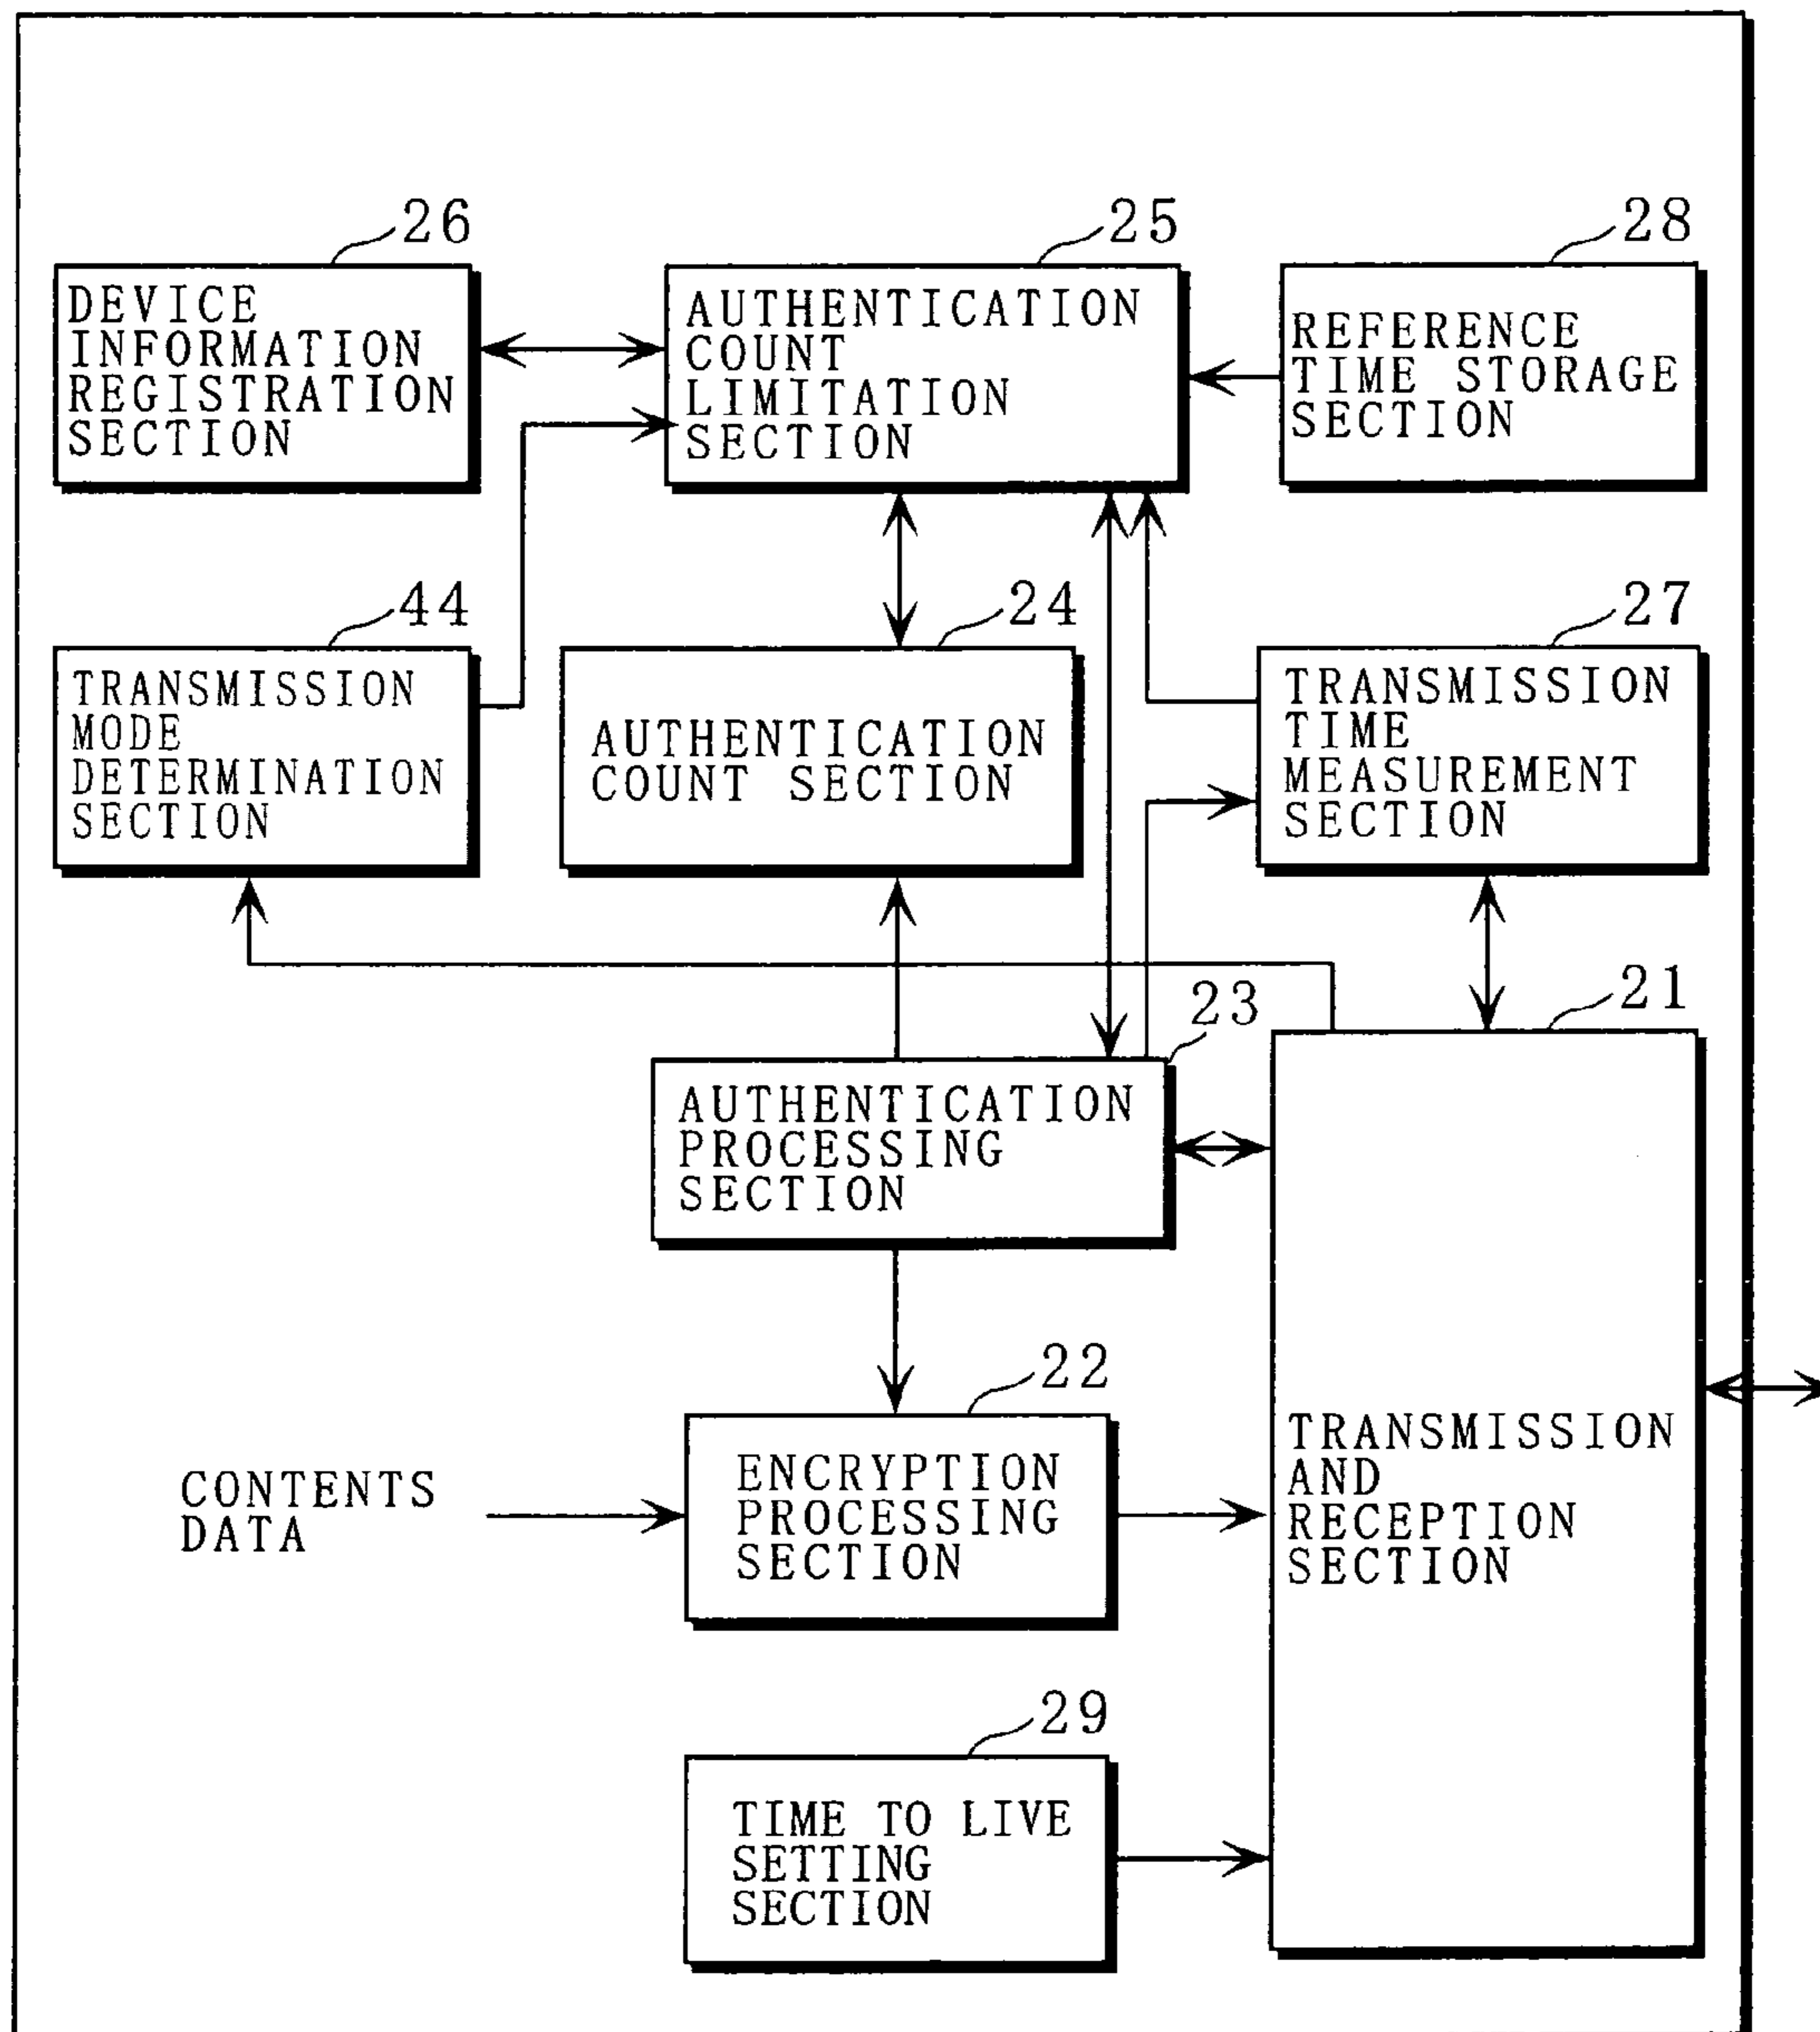 26
DEVICE
INFORMATION
REGISTRATION
SECTION
25
AUTHENTICATION
COUNT
LIMITATION
SECTION
28
REFERENCE
TIME STORAGE
SECTION
44
TRANSMISSION
MODE
DETERMINATION
SECTION
24
AUTHENTICATION
COUNT SECTION
27
TRANSMISSION
TIME
MEASUREMENT
SECTION
23
AUTHENTICATION
PROCESSING
SECTION
21
TRANSMISSION
AND
RECEPTION
SECTION
CONTENTS
DATA
22
ENCRYPTION
PROCESSING
SECTION
29
TIME TO LIVE
SETTING
SECTION